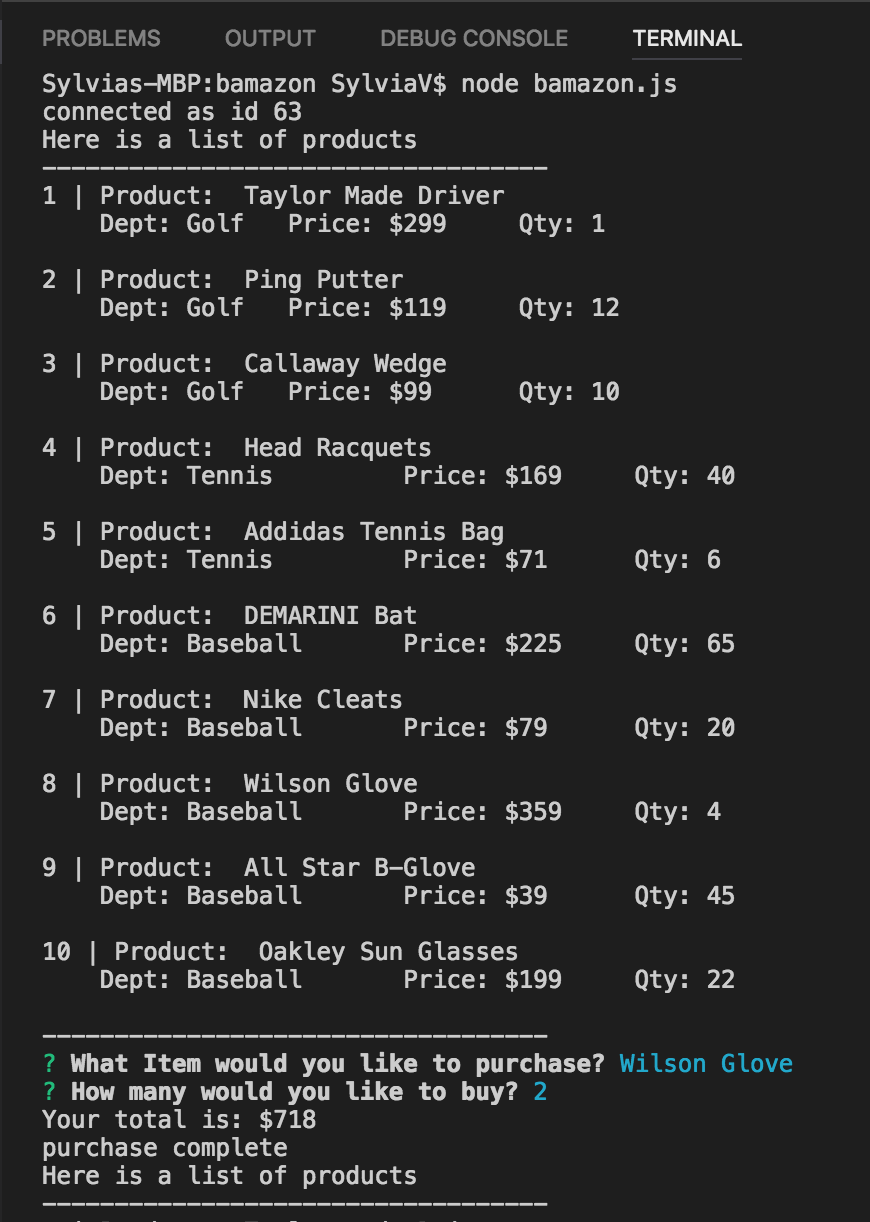 PROBLEMS OUTPUT DEBUG CONSOLE TERMINAL
Sylvias-MBP:bamazon SylviaV$ node bamazon.js
connected as id 63
Here is a list of products
-----------------------------------
1 | Product:  Taylor Made Driver
    Dept: Golf   Price: $299     Qty: 1
2 | Product:  Ping Putter
    Dept: Golf   Price: $119     Qty: 12
3 | Product:  Callaway Wedge
    Dept: Golf   Price: $99      Qty: 10
4 | Product:  Head Racquets
    Dept: Tennis         Price: $169     Qty: 40
5 | Product:  Addidas Tennis Bag
    Dept: Tennis         Price: $71      Qty: 6
6 | Product:  DEMARINI Bat
    Dept: Baseball       Price: $225     Qty: 65
7 | Product:  Nike Cleats
    Dept: Baseball       Price: $79      Qty: 20
8 | Product:  Wilson Glove
    Dept: Baseball       Price: $359     Qty: 4
9 | Product:  All Star B-Glove
    Dept: Baseball       Price: $39      Qty: 45
10 | Product:  Oakley Sun Glasses
    Dept: Baseball       Price: $199     Qty: 22
-----------------------------------
? What Item would you like to purchase? Wilson Glove
? How many would you like to buy? 2
Your total is: $718
purchase complete
Here is a list of products
-----------------------------------